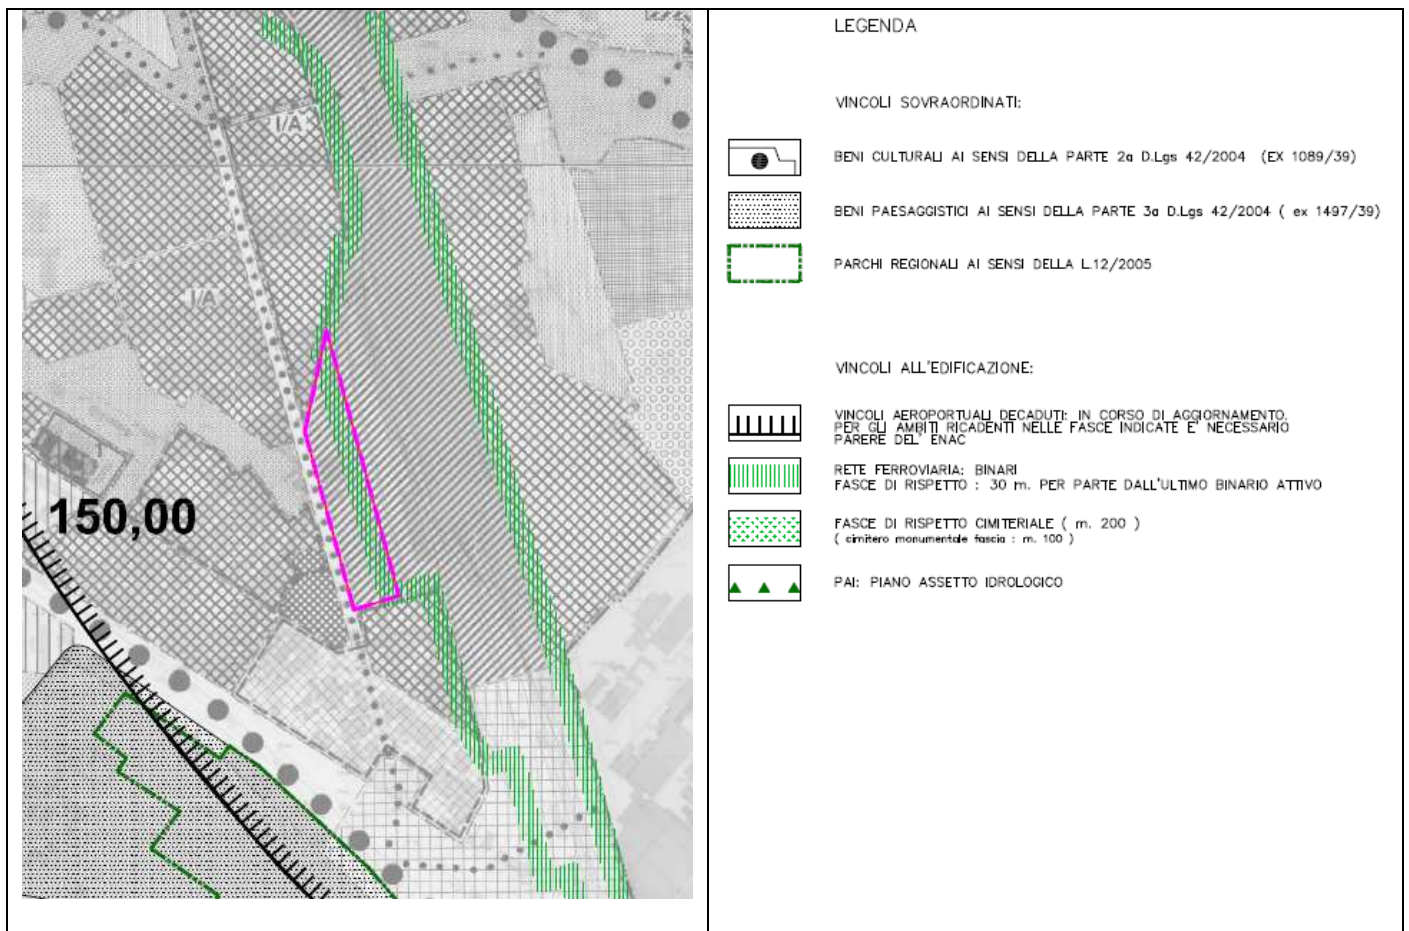 I/A
I/A
150,00
LEGENDA
VINCOLI SOVRAORDINATI:
BENI CULTURALI AI SENSI DELLA PARTE 2a D.Lgs 42/2004 (EX 1089/39)
BENI PAESAGGISTICI AI SENSI DELLA PARTE 3a D.Lgs 42/2004 ( ex 1497/39)
PARCHI REGIONALI AI SENSI DELLA L.12/2005
VINCOLI ALL'EDIFICAZIONE:
VINCOLI AEROPORTUALI DECADUTI: IN CORSO DI AGGIORNAMENTO.
PER GLI AMBITI RICADENTI NELLE FASCE INDICATE E' NECESSARIO
PARERE DEL' ENAC
RETE FERROVIARIA: BINARI
FASCE DI RISPETTO : 30 m. PER PARTE DALL'ULTIMO BINARIO ATTIVO
FASCE DI RISPETTO CIMITERIALE ( m. 200 )
( cimitero monumentale fascia : m. 100 )
PAI: PIANO ASSETTO IDROLOGICO